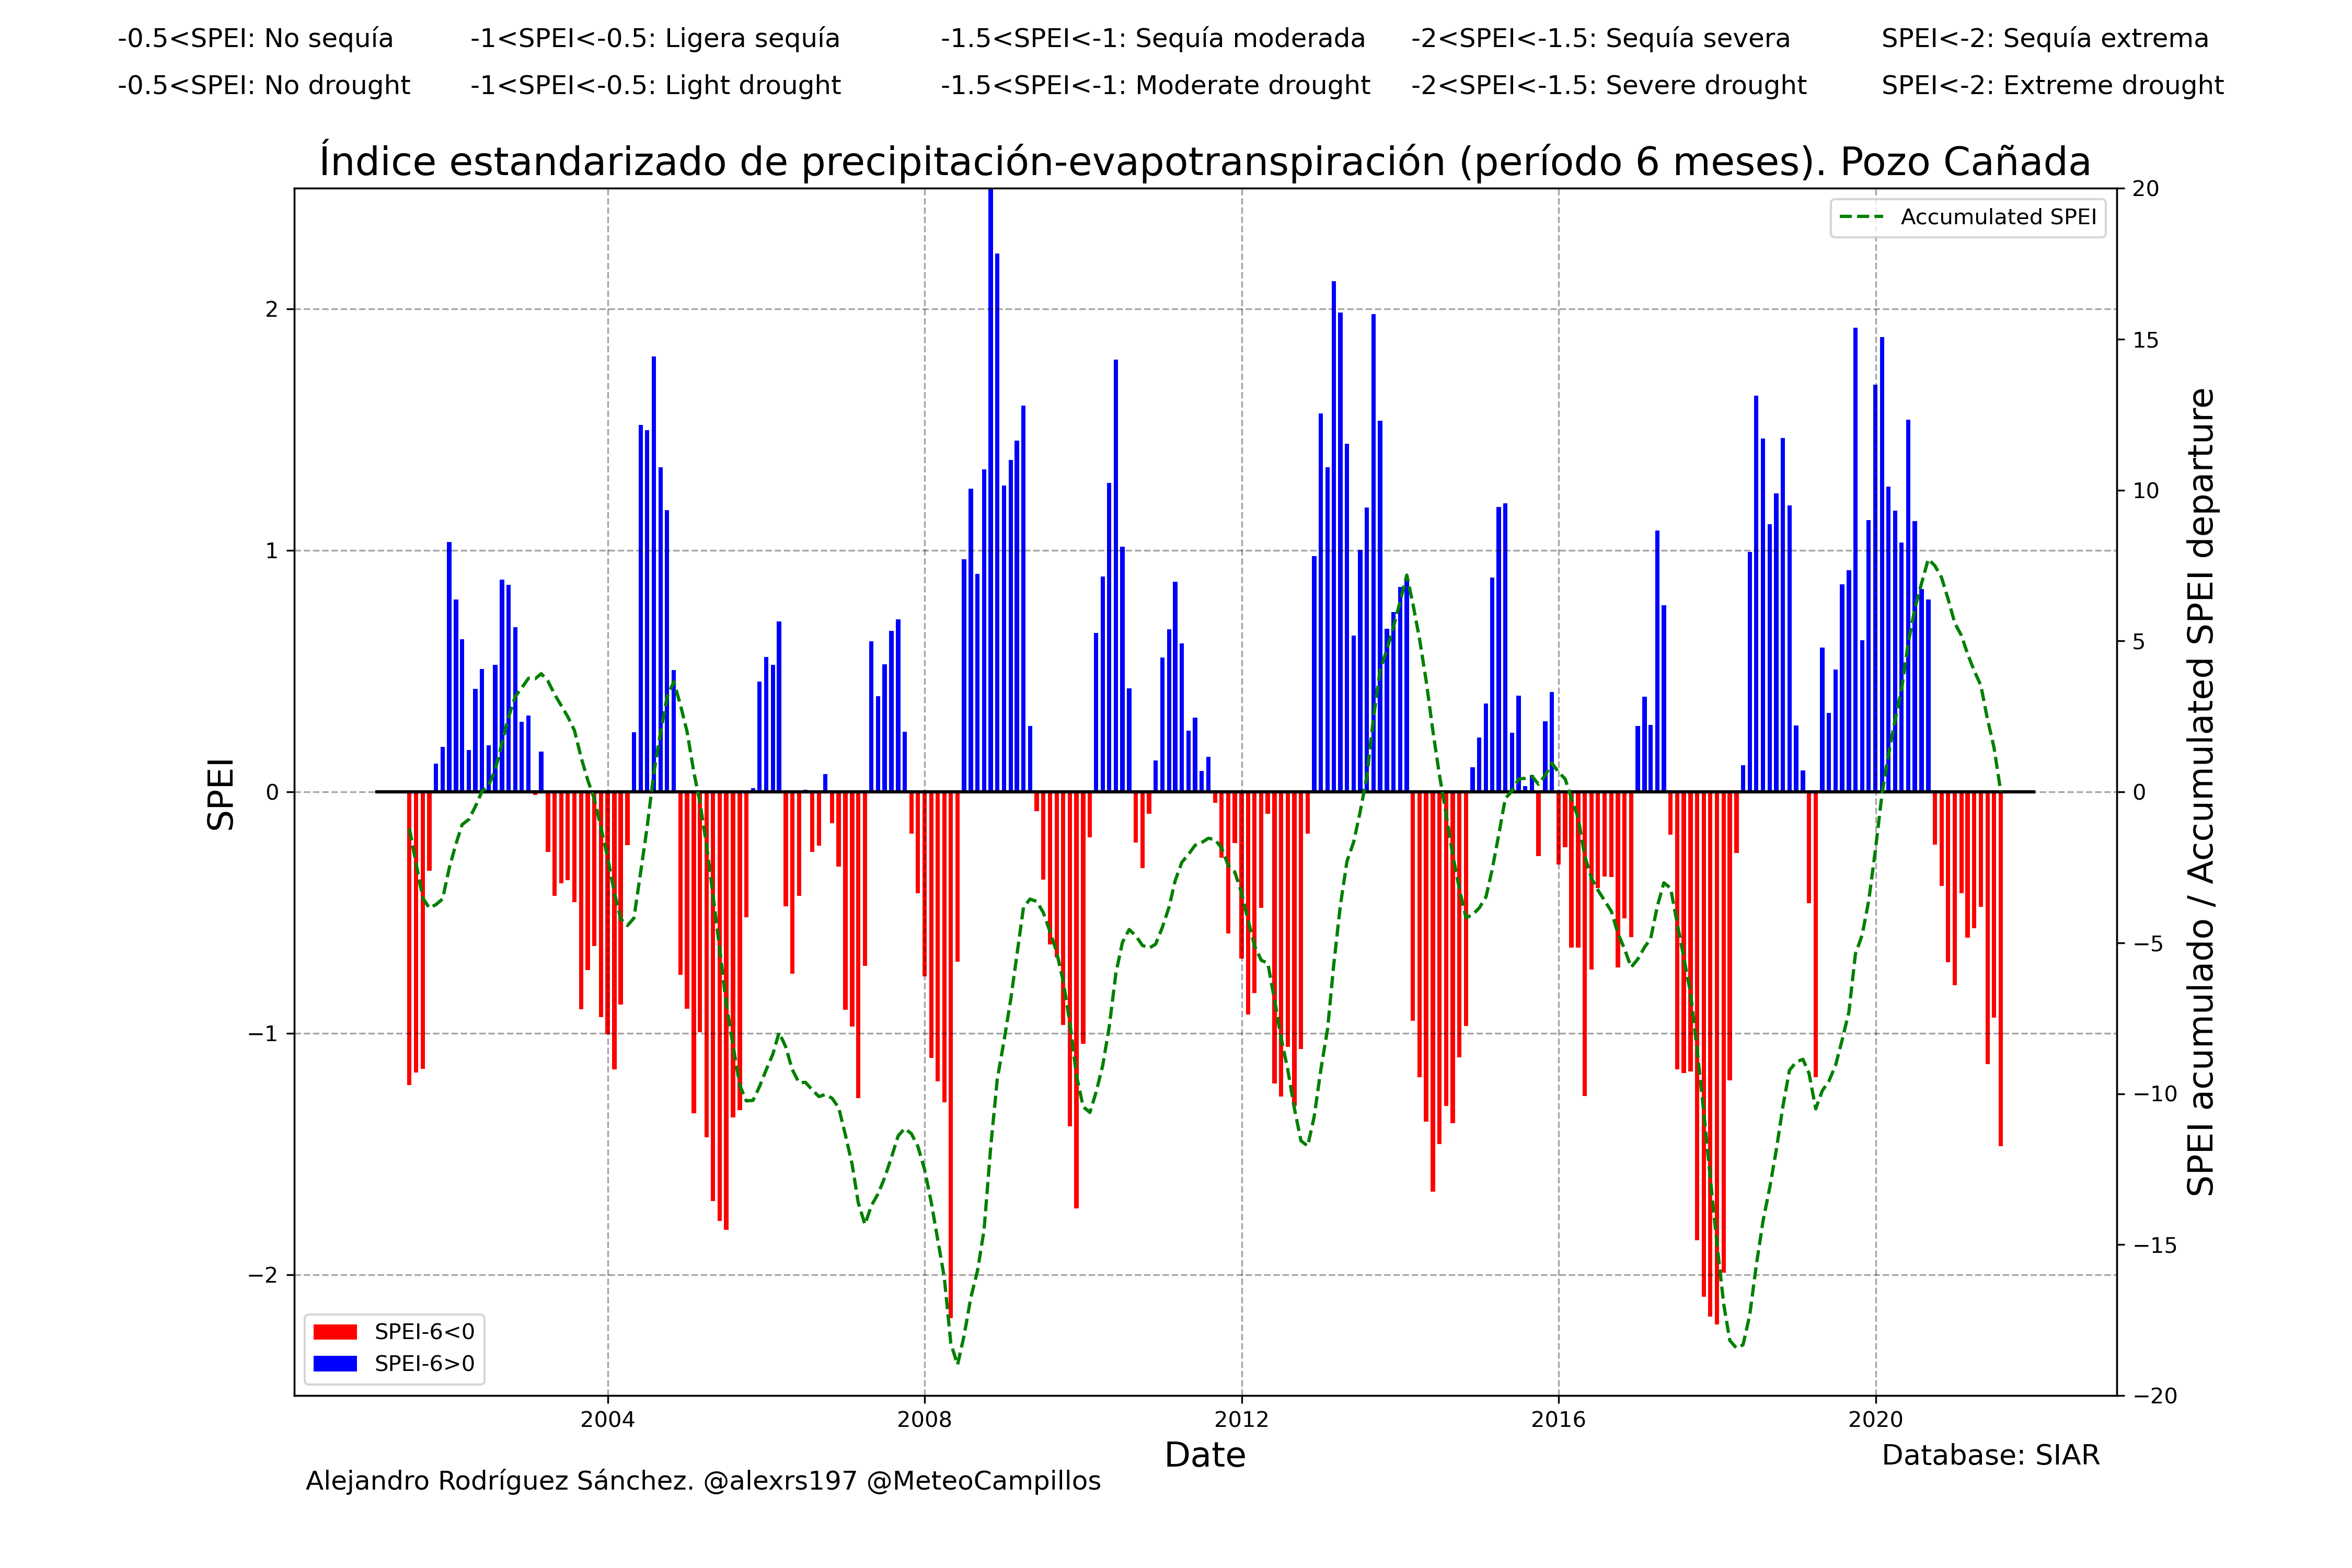 -0.5<SPEI: No sequía -1<SPEI<-0.5: Ligera sequía -1.5<SPEI<-1: Sequía moderada -2<SPEI<-1.5: Sequía severa SPEI<-2: Sequía extrema
-0.5<SPEI: No drought -1<SPEI<-0.5: Light drought -1.5<SPEI<-1: Moderate drought -2<SPEI<-1.5: Severe drought SPEI<-2: Extreme drought
Índice estandarizado de precipitación-evapotranspiración (período 6 meses). Pozo Cañada
Accumulated SPEI
2
1
0
−1
−2
SPEI
20
15
10
5
0
−5
−10
−15
−20
SPEI acumulado / Accumulated SPEI departure
SPEI-6<0
SPEI-6>0
2004 2008 2012 2016 2020
Date
Database: SIAR
Alejandro Rodríguez Sánchez. @alexrs197 @MeteoCampillos